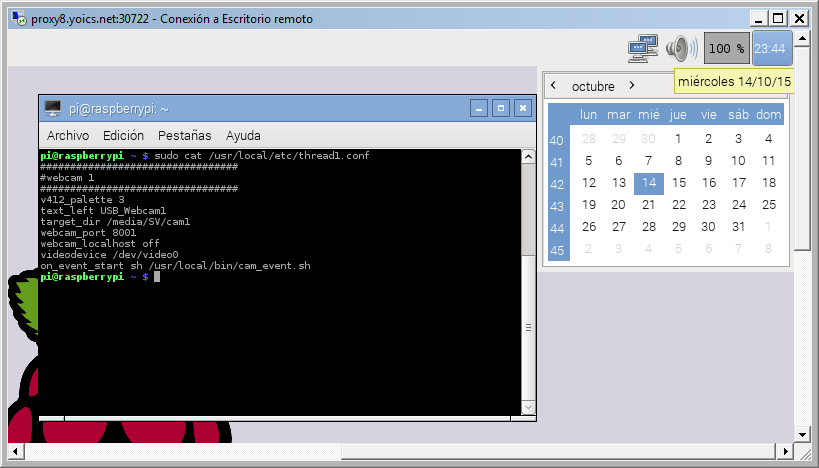 proxy8.yoics.net:30722 - Conexión a Escritorio remoto
100 %
23:44
miércoles 14/10/15
octubre
lun mar mié jue vie sáb dom
40 28 29 30 1 2 3 4
41 5 6 7 8 9 10 11
42 12 13 14 15 16 17 18
43 19 20 21 22 23 24 25
44 26 27 28 29 30 31 1
45 2 3 4 5 6 7 8
pi@raspberrypi: ~
Archivo Edición Pestañas Ayuda
pi@raspberrypi ~ $ sudo cat /usr/local/etc/thread1.conf
#################################
#webcam 1
#################################
v412_palette 3
text_left USB_Webcam1
target_dir /media/SV/cam1
webcam_port 8001
webcam_localhost off
videodevice /dev/video0
on_event_start sh /usr/local/bin/cam_event.sh
pi@raspberrypi ~ $